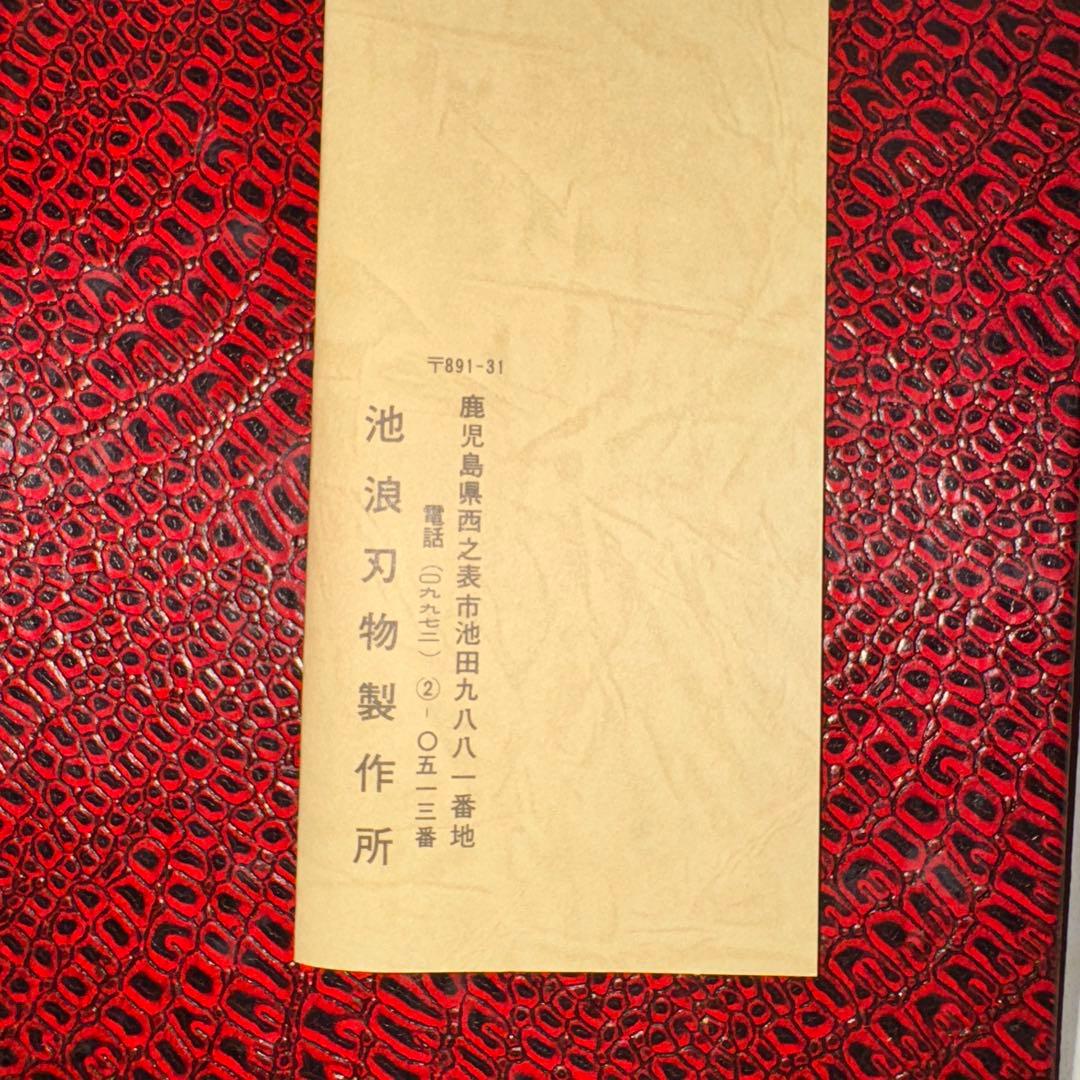 〒891-31
鹿児島県西之表市池田九八八一番地
電話（〇九九七二）②-〇五一三番
池浪刃物製作所